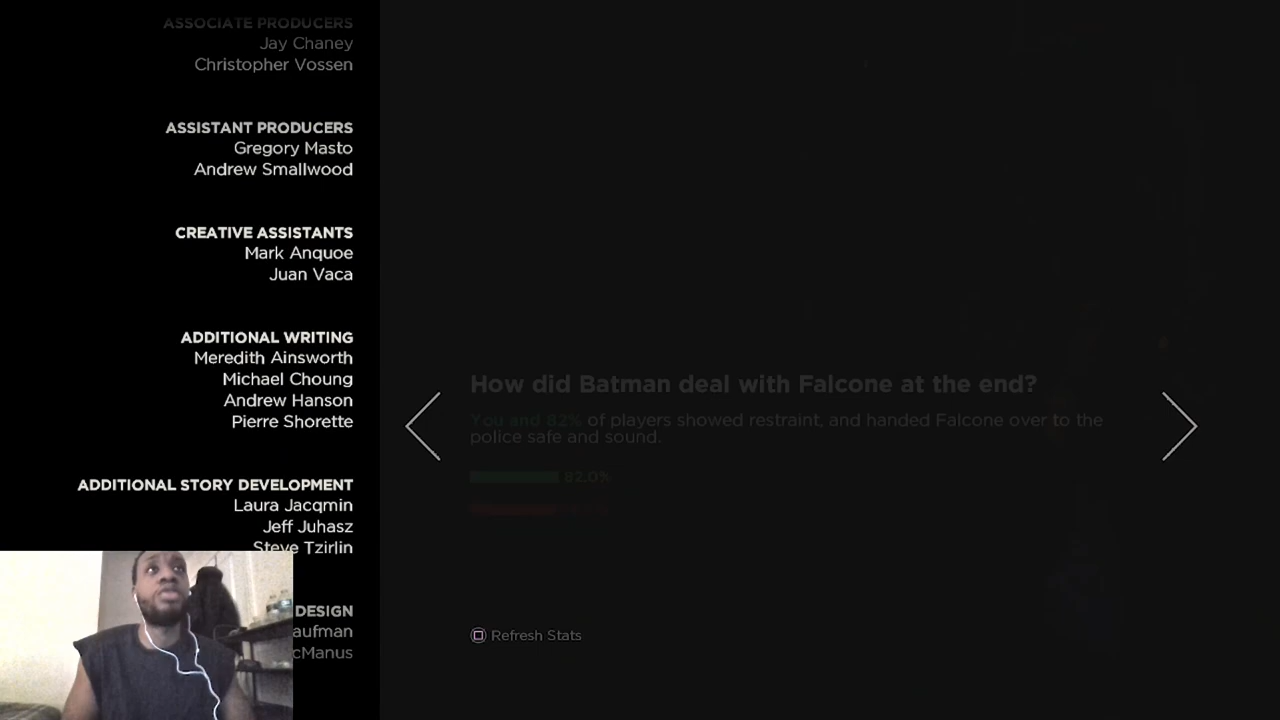 ASSOCIATE PRODUCERS
Jay Chaney
Christopher Vossen
ASSISTANT PRODUCERS
Gregory Masto
Andrew Smallwood
CREATIVE ASSISTANTS
Mark Anquoe
Juan Vaca
ADDITIONAL WRITING
Meredith Ainsworth
Michael Choung
Andrew Hanson
Pierre Shorette
ADDITIONAL STORY DEVELOPMENT
Laura Jacqmin
Jeff Juhasz
Steve Tzirlin
DESIGN
aufman
cManus
How did Batman deal with Falcone at the end?
You and 82% of players showed restraint, and handed Falcone over to the
police safe and sound.
82.0%
Refresh Stats